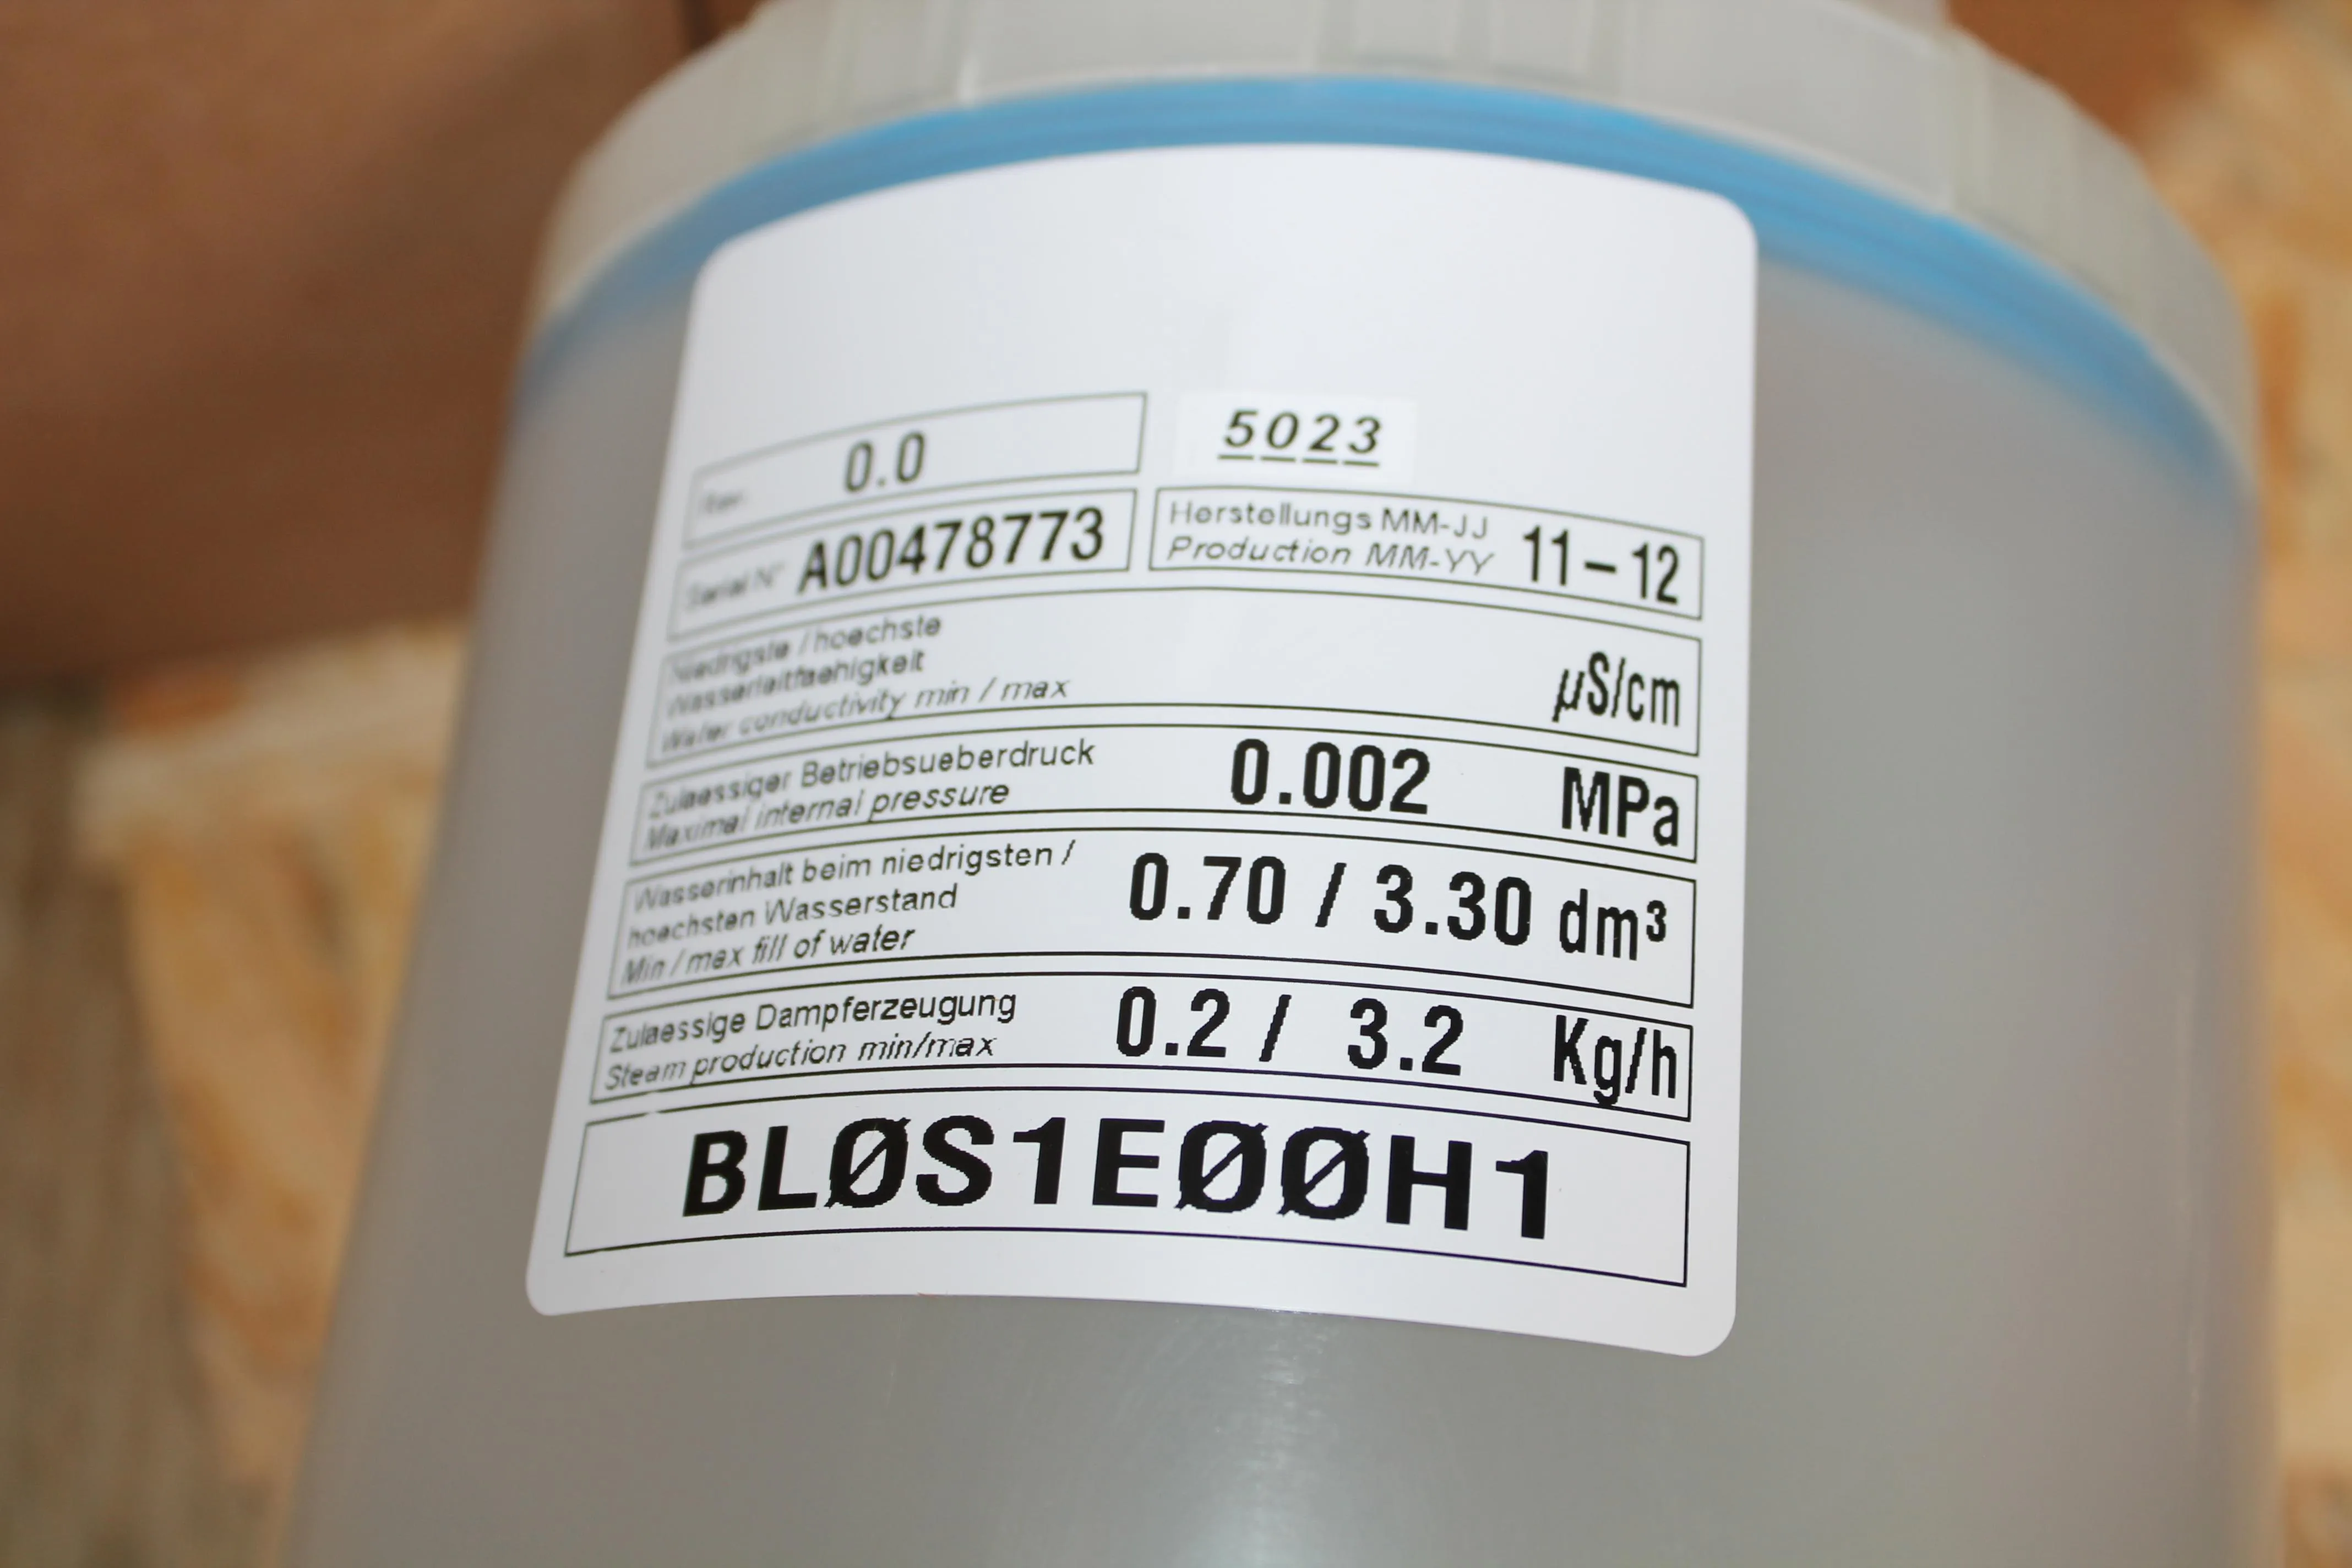 Rev. 0.0
5023
Serial N° A00478773
Herstellungs MM-JJ
Production MM-YY 11-12
Niedrigste / hoechste
Wasserleitfaehigkeit
Water conductivity min / max
µS/cm
Zulaessiger Betriebsueberdruck
Maximal internal pressure
0.002 MPa
Wasserinhalt beim niedrigsten /
hoechsten Wasserstand
Min / max fill of water
0.70 / 3.30 dm³
Zulaessige Dampferzeugung
Steam production min/max
0.2 / 3.2 Kg/h
BLØS1EØØH1